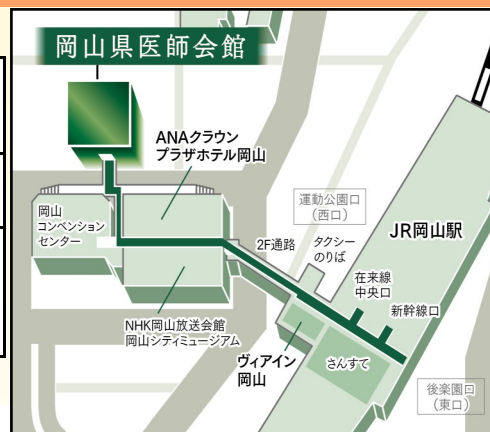 岡山県医師会館
ANAクラウン
プラザホテル岡山
岡山
コンベンション
センター
運動公園口
(西口)
2F通路
タクシー
のりば
JR岡山駅
在来線
中央口
新幹線口
NHK岡山放送会館
岡山シティミュージアム
ヴィアイン
岡山
さんすて
後楽園口
(東口)